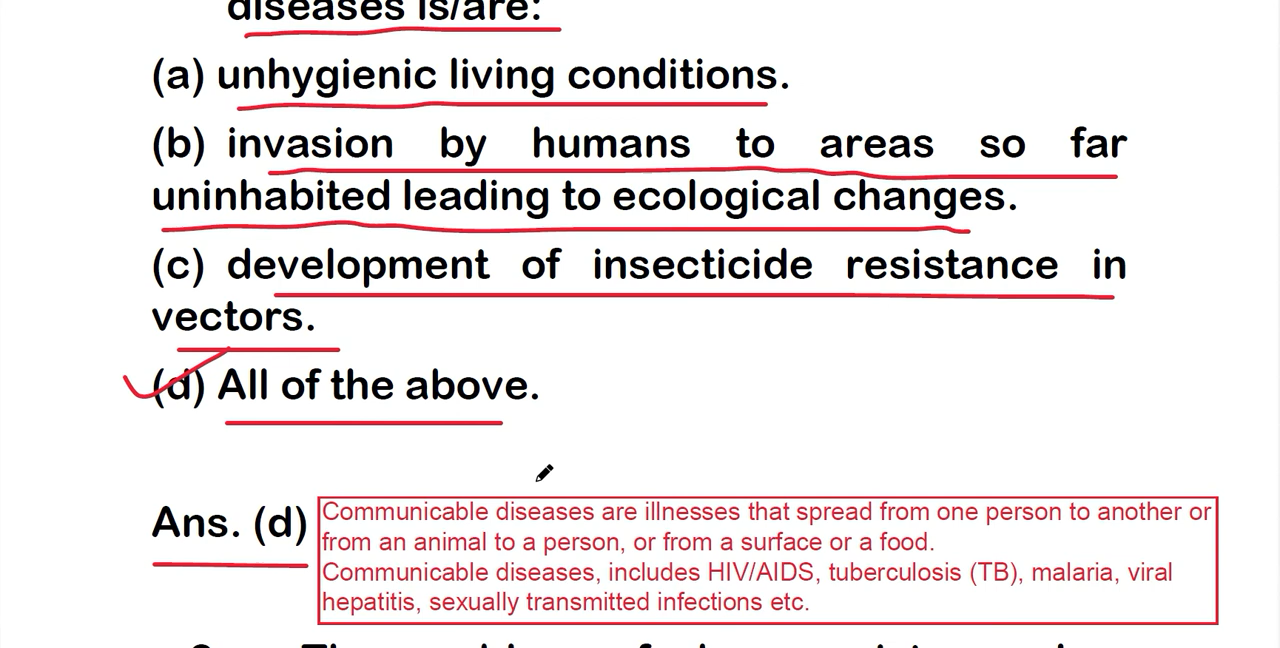 diseases is/are:
(a) unhygienic living conditions.
(b) invasion by humans to areas so far
uninhabited leading to ecological changes.
(c) development of insecticide resistance in
vectors.
(d) All of the above.
Ans. (d)
Communicable diseases are illnesses that spread from one person to another or
from an animal to a person, or from a surface or a food.
Communicable diseases, includes HIV/AIDS, tuberculosis (TB), malaria, viral
hepatitis, sexually transmitted infections etc.